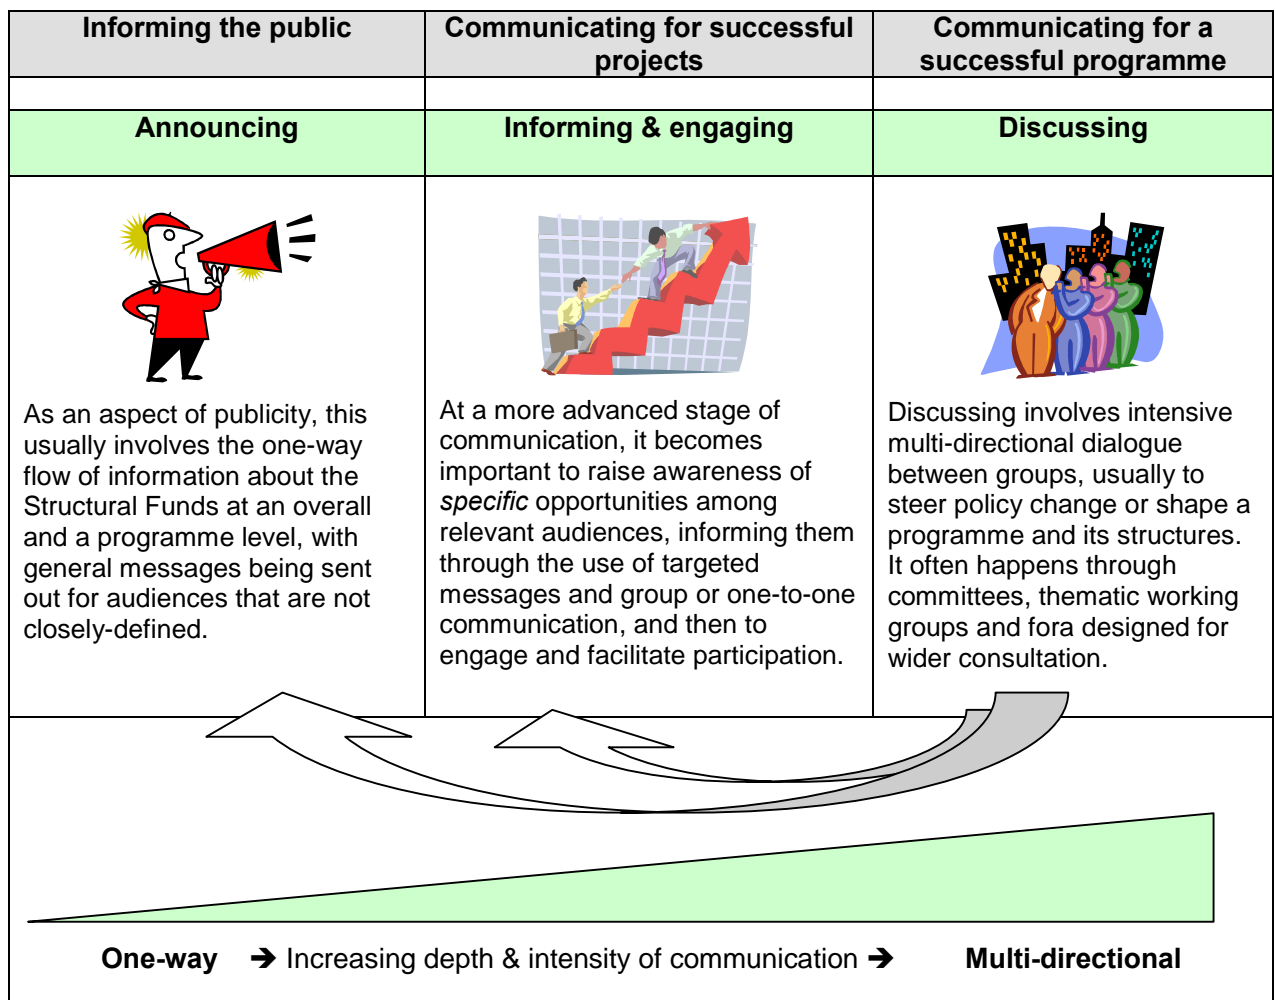 Informing the public
Communicating for successful
projects
Communicating for a
successful programme
Announcing
Informing & engaging
Discussing
As an aspect of publicity, this
usually involves the one-way
flow of information about the
Structural Funds at an overall
and a programme level, with
general messages being sent
out for audiences that are not
closely-defined.
At a more advanced stage of
communication, it becomes
important to raise awareness of
specific opportunities among
relevant audiences, informing them
through the use of targeted
messages and group or one-to-one
communication, and then to
engage and facilitate participation.
Discussing involves intensive
multi-directional dialogue
between groups, usually to
steer policy change or shape a
programme and its structures.
It often happens through
committees, thematic working
groups and fora designed for
wider consultation.
One-way ➔ Increasing depth & intensity of communication ➔ Multi-directional